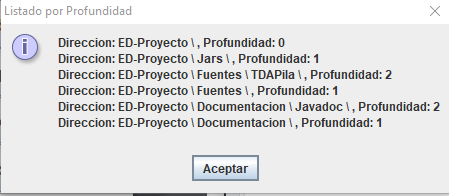 Listado por Profundidad
Direccion: ED-Proyecto \ , Profundidad: 0
Direccion: ED-Proyecto \ Jars \ , Profundidad: 1
Direccion: ED-Proyecto \ Fuentes \ TDAPila \ , Profundidad: 2
Direccion: ED-Proyecto \ Fuentes \ , Profundidad: 1
Direccion: ED-Proyecto \ Documentacion \ Javadoc \ , Profundidad: 2
Direccion: ED-Proyecto \ Documentacion \ , Profundidad: 1
Aceptar